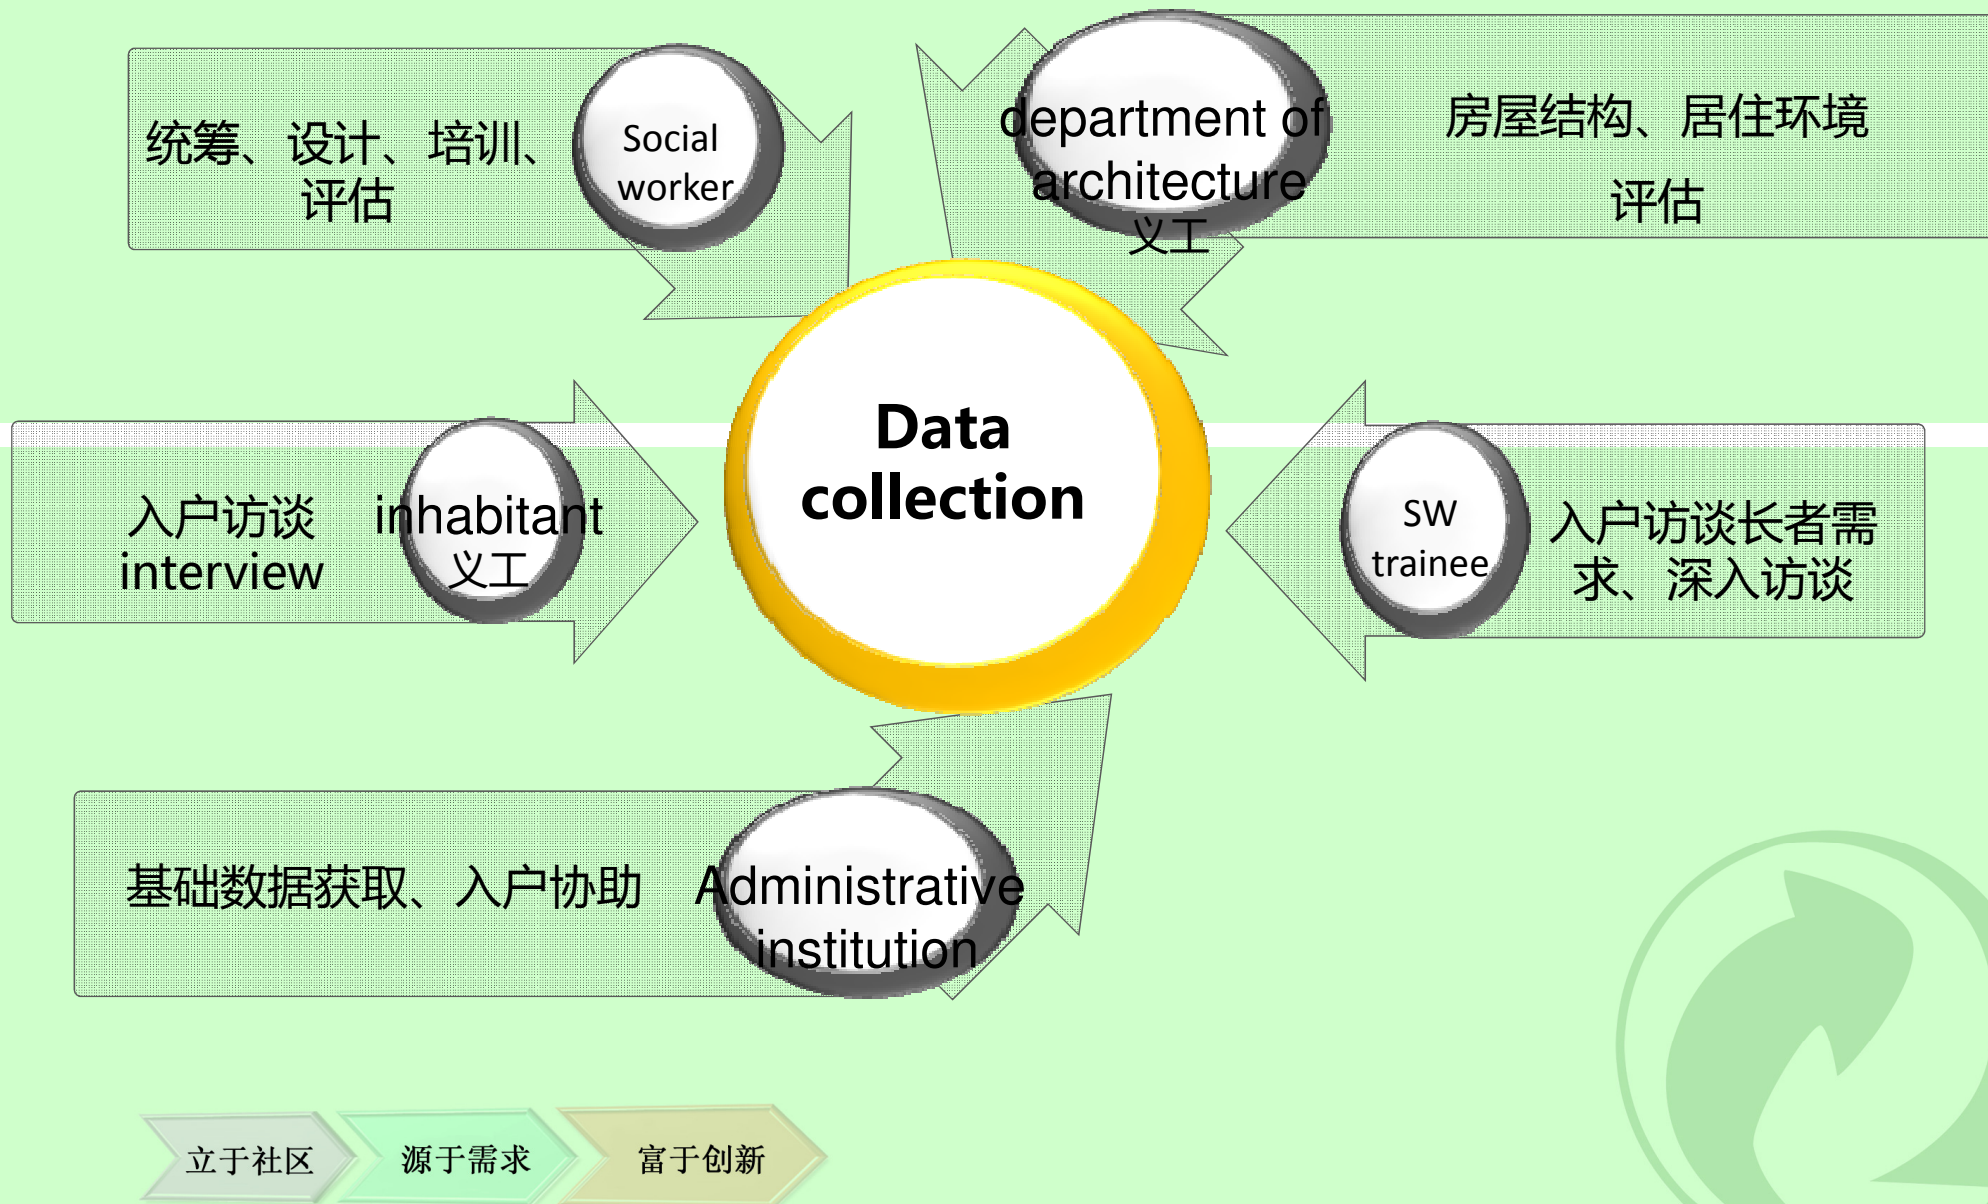 统筹、设计、培训、
评估
Social
worker
department of
architecture
义工
房屋结构、居住环境
评估
Data
collection
入户访谈
interview
inhabitant
义工
SW
trainee
入户访谈长者需
求、深入访谈
基础数据获取、入户协助
Administrative
institution
立于社区
源于需求
富于创新